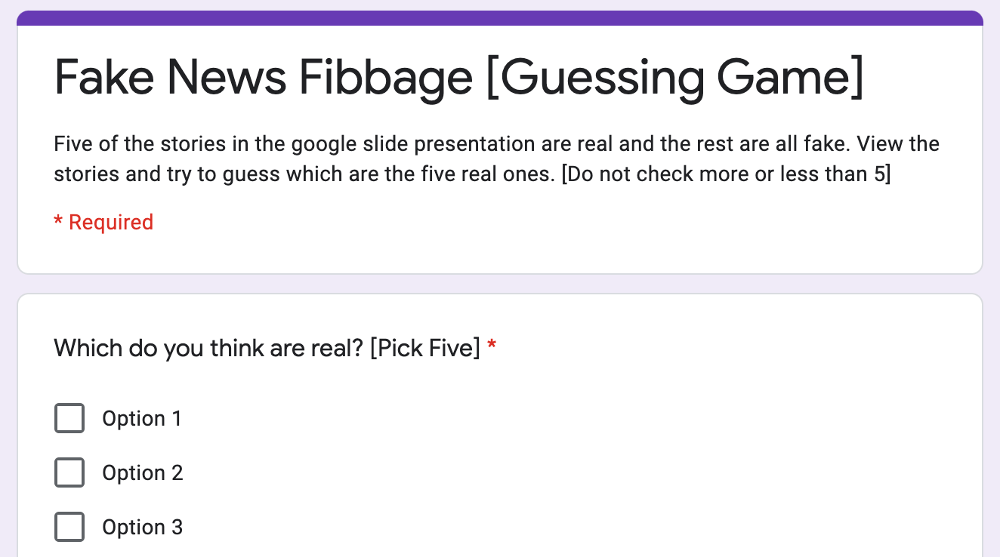 Fake News Fibbage [Guessing Game]
Five of the stories in the google slide presentation are real and the rest are all fake. View the
stories and try to guess which are the five real ones. [Do not check more or less than 5]
* Required
Which do you think are real? [Pick Five] *
Option 1
Option 2
Option 3